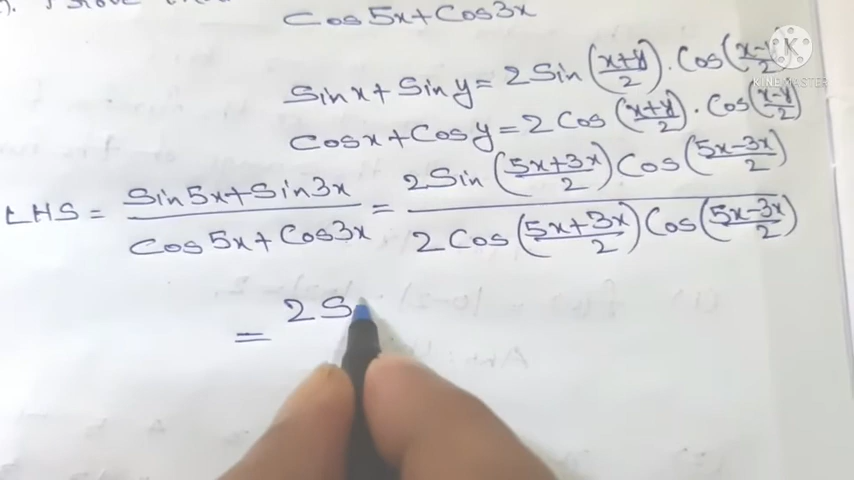 Cos 5x + Cos 3x
Sin x + Sin y = 2 Sin (x+y/2) . Cos (x-y/2)
Cos x + Cos y = 2 Cos (x+y/2) . Cos (x-y/2)
LHS = Sin 5x + Sin 3x / Cos 5x + Cos 3x = 2 Sin (5x+3x/2) Cos (5x-3x/2) / 2 Cos (5x+3x/2) Cos (5x-3x/2)
= 2 S
K
KINEMASTER